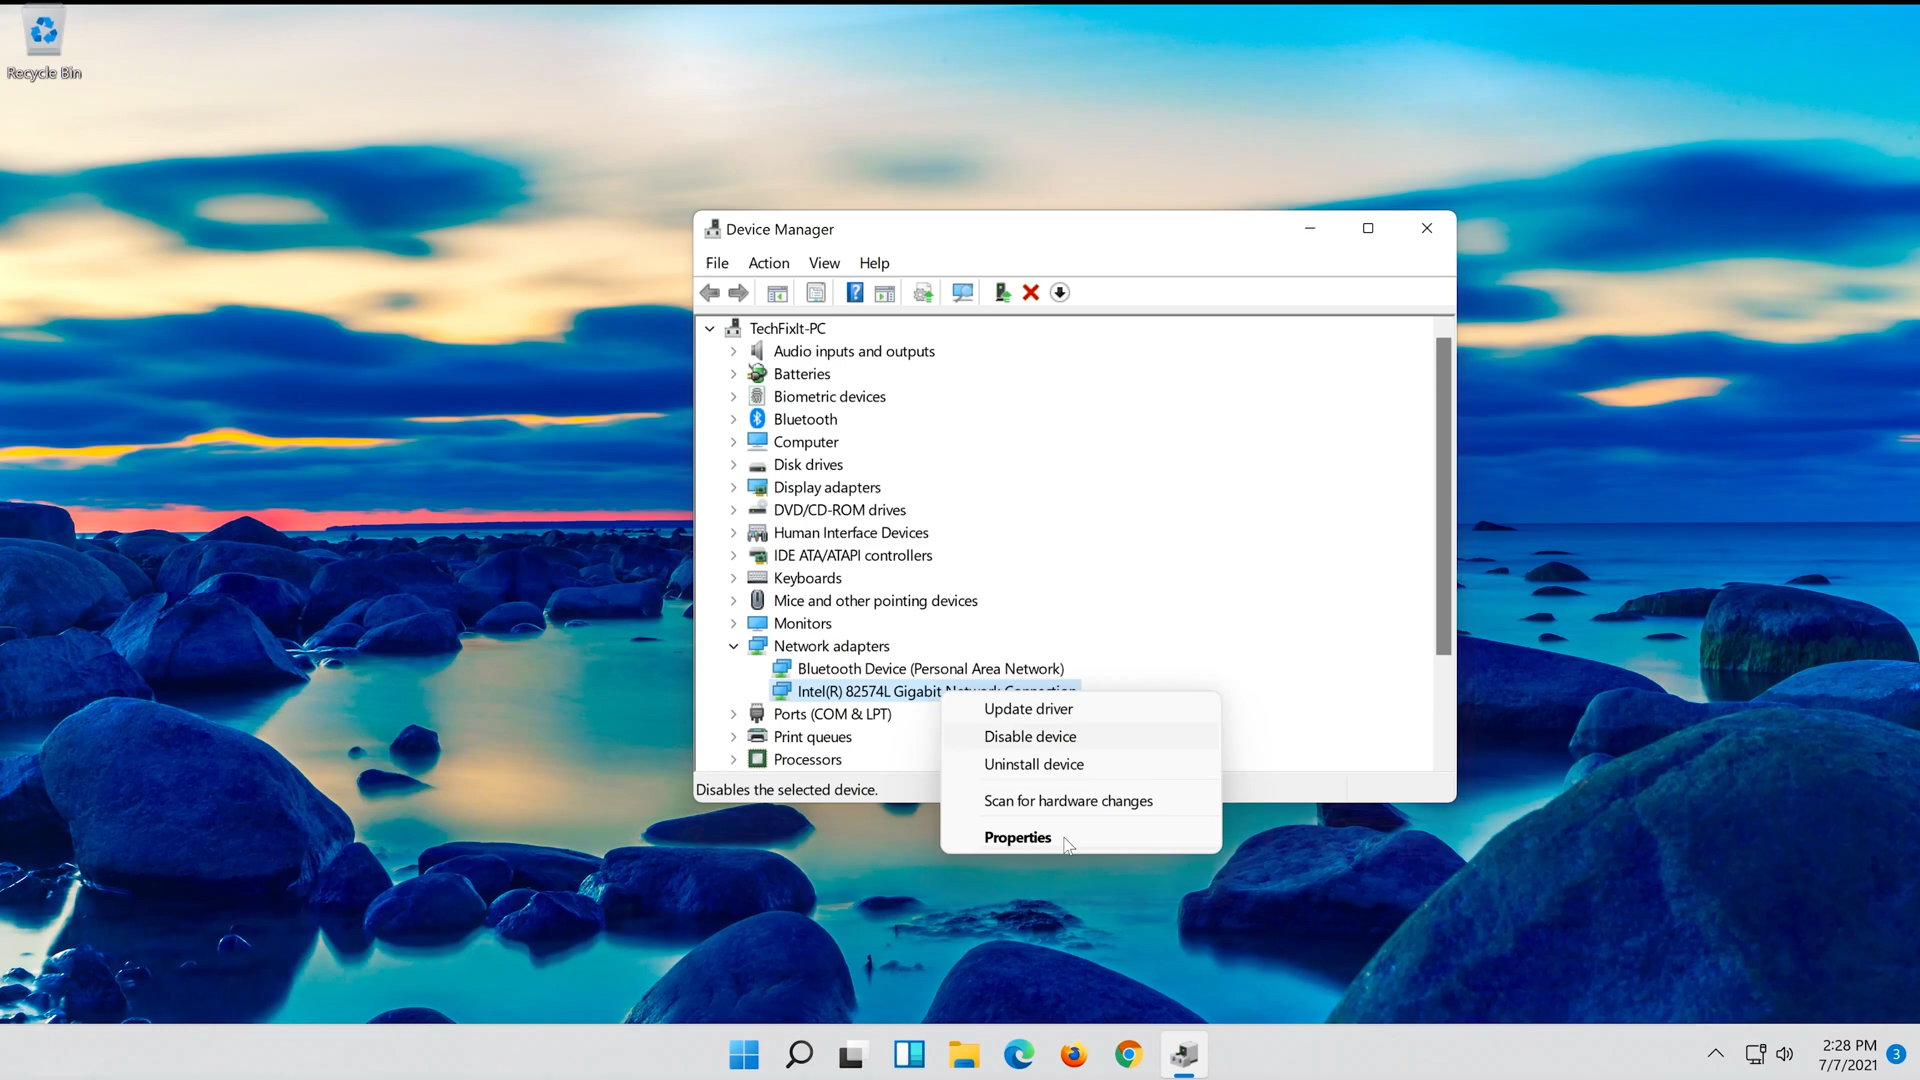 Recycle Bin
Device Manager
File Action View Help
TechFixIt-PC
Audio inputs and outputs
Batteries
Biometric devices
Bluetooth
Computer
Disk drives
Display adapters
DVD/CD-ROM drives
Human Interface Devices
IDE ATA/ATAPI controllers
Keyboards
Mice and other pointing devices
Monitors
Network adapters
Bluetooth Device (Personal Area Network)
Intel(R) 82574L Gigabit Network Connection
Ports (COM & LPT)
Print queues
Processors
Update driver
Disable device
Uninstall device
Scan for hardware changes
Properties
Disables the selected device.
2:28 PM
7/7/2021
3